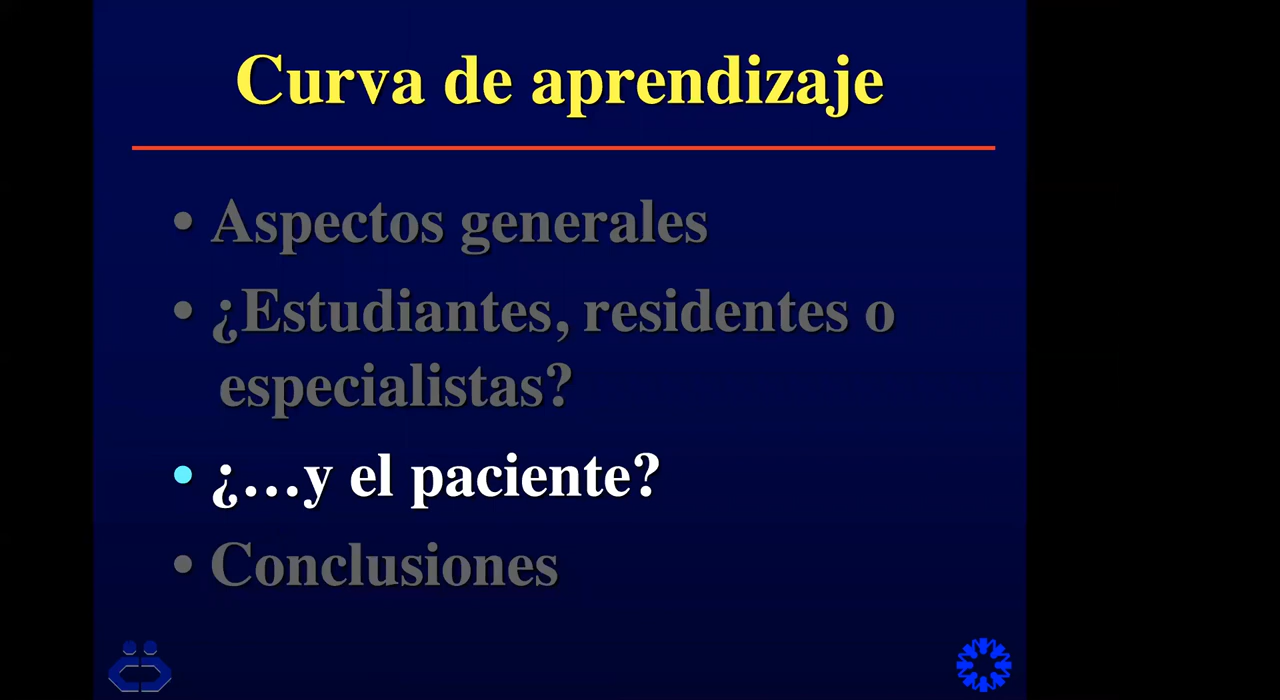 Curva de aprendizaje
• Aspectos generales
• ¿Estudiantes, residentes o
especialistas?
• ¿…y el paciente?
• Conclusiones